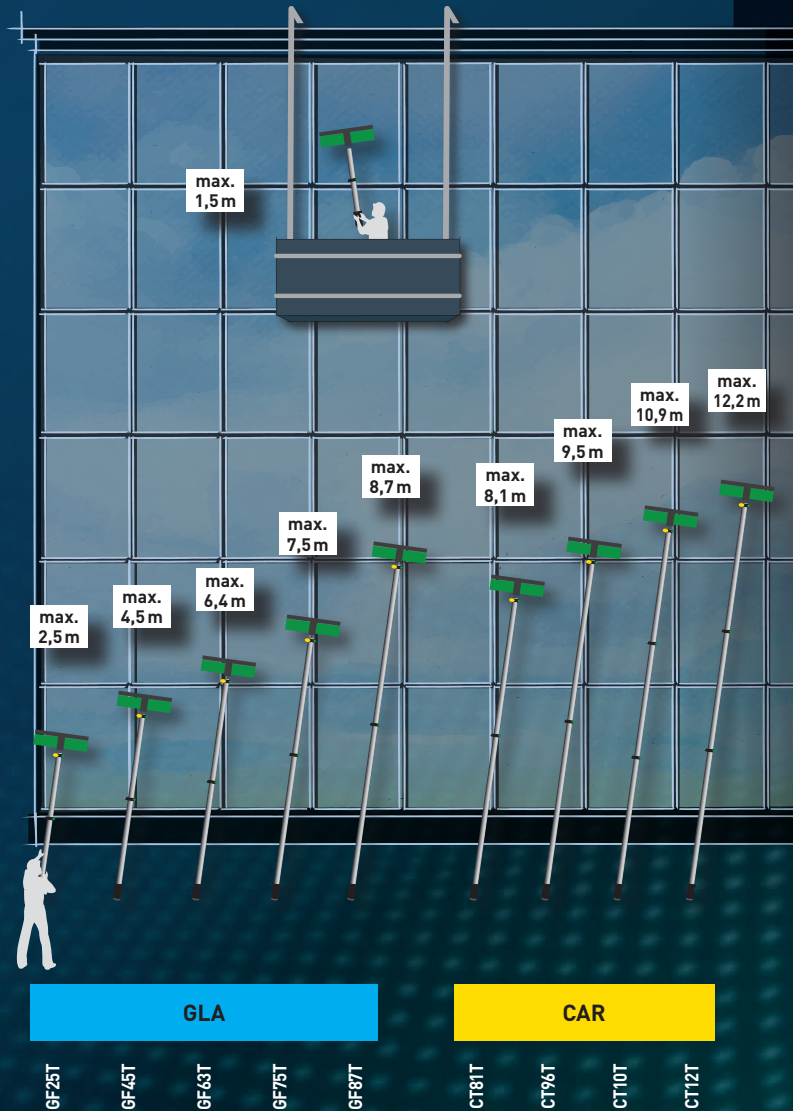 max.
1,5 m
max.
12,2 m
max.
10,9 m
max.
9,5 m
max.
8,7 m
max.
8,1 m
max.
7,5 m
max.
6,4 m
max.
4,5 m
max.
2,5 m
GLA
CAR
GF25T
GF45T
GF63T
GF75T
GF87T
CT81T
CT96T
CT10T
CT12T